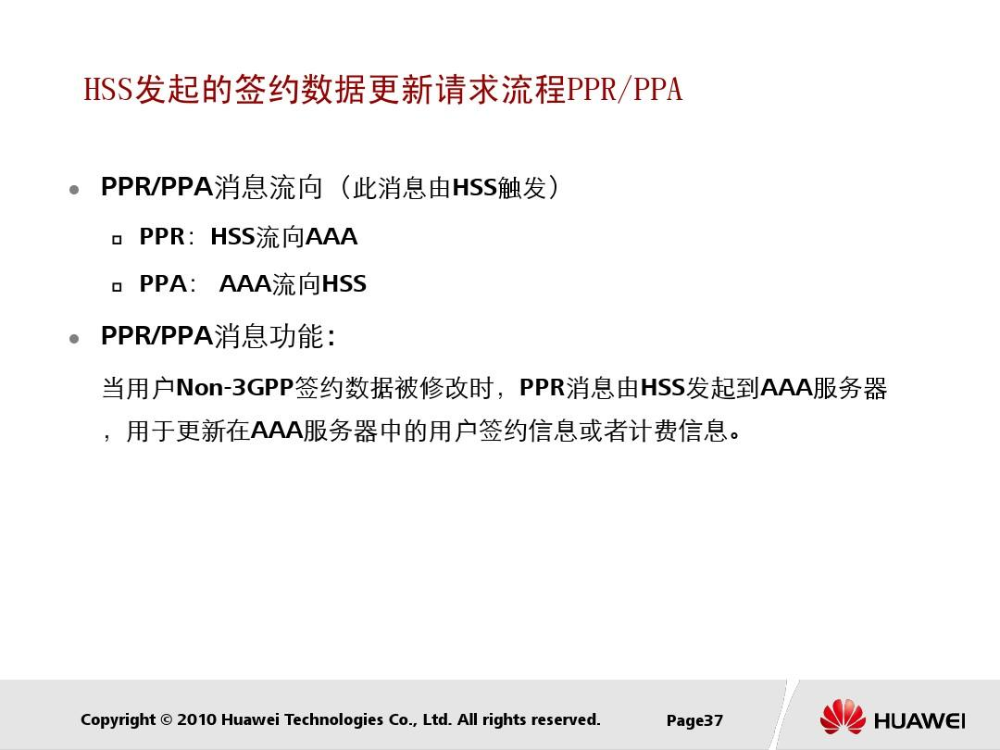 HSS发起的签约数据更新请求流程PPR/PPA
PPR/PPA消息流向（此消息由HSS触发）
PPR：HSS流向AAA
PPA： AAA流向HSS
PPR/PPA消息功能：
当用户Non-3GPP签约数据被修改时，PPR消息由HSS发起到AAA服务器
，用于更新在AAA服务器中的用户签约信息或者计费信息。
Copyright © 2010 Huawei Technologies Co., Ltd. All rights reserved.
Page37
HUAWEI